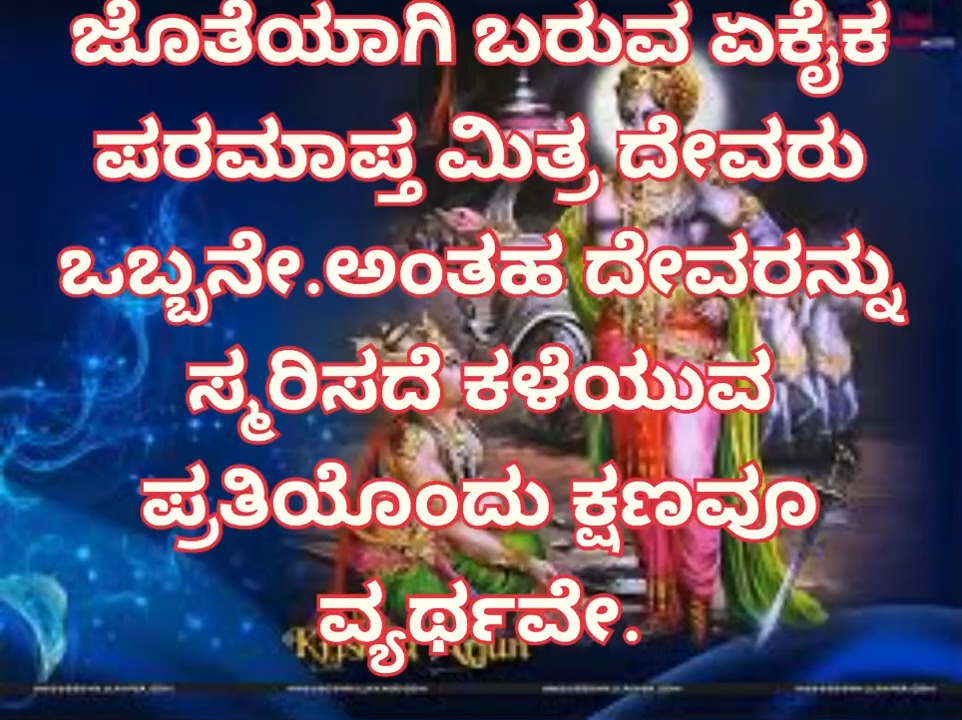 ಜೊತೆಯಾಗಿ ಬರುವ ಏಕೈಕ
ಪರಮಾಪ್ತ ಮಿತ್ರ ದೇವರು
ಒಬ್ಬನೇ.ಅಂತಹ ದೇವರನ್ನು
ಸ್ಮರಿಸದೆ ಕಳೆಯುವ
ಪ್ರತಿಯೊಂದು ಕ್ಷಣವೂ
ವ್ಯರ್ಥವೇ.